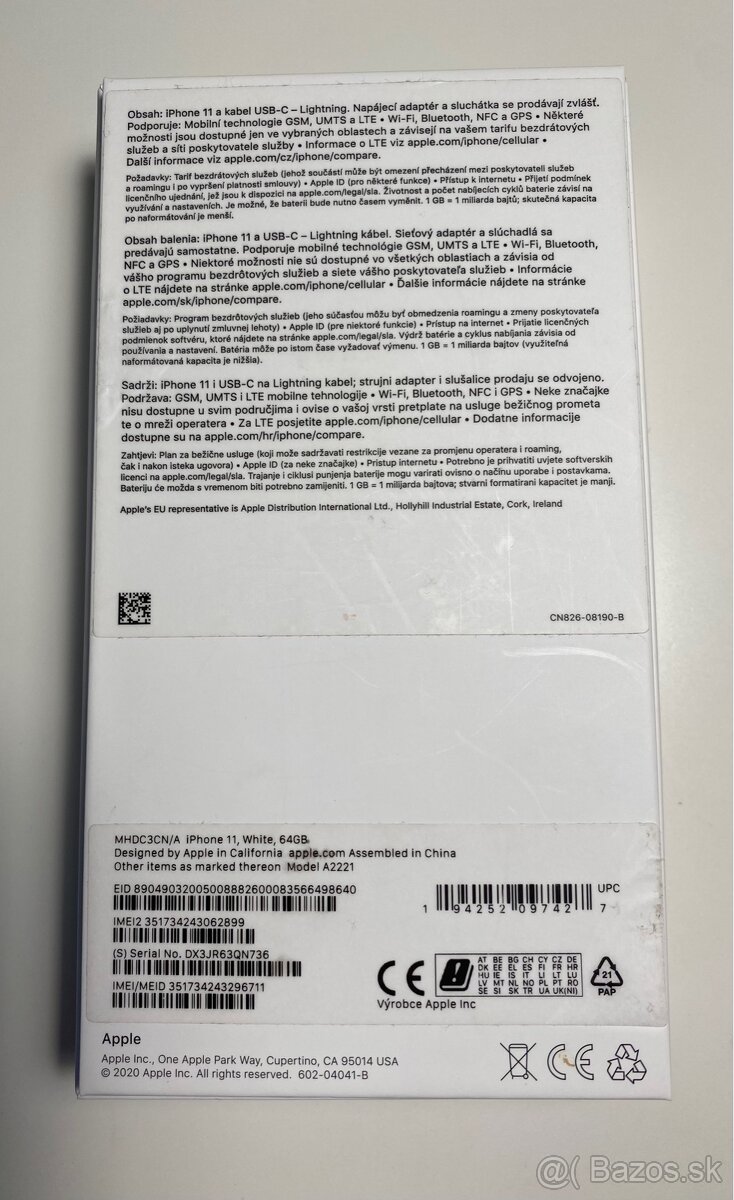 Obsah: iPhone 11 a kabel USB-C – Lightning. Napájecí adaptér a sluchátka se prodávají zvlášť.
Podporuje: Mobilní technologie GSM, UMTS a LTE • Wi-Fi, Bluetooth, NFC a GPS • Některé
možnosti jsou dostupné jen ve vybraných oblastech a závisejí na vašem tarifu bezdrátových
služeb a síti poskytovatele služby • Informace o LTE viz apple.com/iphone/cellular •
Další informace viz apple.com/cz/iphone/compare.
Požadavky: Tarif bezdrátových služeb (jehož součástí může být omezení přecházení mezi poskytovateli služeb
a roamingu i po vypršení platnosti smlouvy) • Apple ID (pro některé funkce) • Přístup k internetu • Přijetí podmínek
licenčního ujednání, jež jsou k dispozici na apple.com/legal/sla. Životnost a počet nabíjecích cyklů baterie závisí na
využívání a nastaveních. Je možné, že baterii bude nutno časem vyměnit. 1 GB = 1 miliarda bajtů; skutečná kapacita
po naformátování je menší.
Obsah balenia: iPhone 11 a USB-C – Lightning kábel. Sieťový adaptér a slúchadlá sa
predávajú samostatne. Podporuje mobilné technológie GSM, UMTS a LTE • Wi-Fi, Bluetooth,
NFC a GPS • Niektoré možnosti nie sú dostupné vo všetkých oblastiach a závisia od
vášho programu bezdrôtových služieb a siete vášho poskytovateľa služieb • Informácie
o LTE nájdete na stránke apple.com/iphone/cellular • Ďalšie informácie nájdete na stránke
apple.com/sk/iphone/compare.
Požiadavky: Program bezdrôtových služieb (jeho súčasťou môžu byť obmedzenia roamingu a zmeny poskytovateľa
služieb aj po uplynutí zmluvnej lehoty) • Apple ID (pre niektoré funkcie) • Prístup na internet • Prijatie licenčných
podmienok softvéru, ktoré nájdete na stránke apple.com/legal/sla. Výdrž batérie a cyklus nabíjania závisia od
používania a nastavení. Batéria môže po istom čase vyžadovať výmenu. 1 GB = 1 miliarda bajtov (využiteľná
naformátovaná kapacita je nižšia).
Sadrži: iPhone 11 i USB-C na Lightning kabel; strujni adapter i slušalice prodaju se odvojeno.
Podržava: GSM, UMTS i LTE mobilne tehnologije • Wi-Fi, Bluetooth, NFC i GPS • Neke značajke
nisu dostupne u svim područjima i ovise o vašoj vrsti pretplate na usluge bežičnog prometa
te o mreži operatera • Za LTE posjetite apple.com/iphone/cellular • Dodatne informacije
dostupne su na apple.com/hr/iphone/compare.
Zahtjevi: Plan za bežične usluge (koji može sadržavati restrikcije vezane za promjenu operatera i roaming,
čak i nakon isteka ugovora) • Apple ID (za neke značajke) • Pristup internetu • Potrebno je prihvatiti uvjete softverskih
licenci na apple.com/legal/sla. Trajanje i ciklusi punjenja baterije mogu varirati ovisno o načinu uporabe i postavkama.
Bateriju će možda s vremenom biti potrebno zamijeniti. 1 GB = 1 milijarda bajtova; stvarni formatirani kapacitet je manji.
Apple's EU representative is Apple Distribution International Ltd., Hollyhill Industrial Estate, Cork, Ireland
CN826-08190-B
MHDC3CN/A iPhone 11, White, 64GB
Designed by Apple in California apple.com Assembled in China
Other items as marked thereon Model A2221
EID 89049032005008882600083566498640
UPC
1 94252 09742 7
IMEI2 351734243062899
(S) Serial No. DX3JR63QN736
IMEI/MEID 351734243296711
CE
AT BE BG CH CY CZ DE
DK EE EL ES FI FR HR
HU IE IS IT LI LT LU
LV MT NL NO PL PT RO
SE SI SK TR UA UK(NI)
21
PAP
Výrobce Apple Inc
Apple
Apple Inc., One Apple Park Way, Cupertino, CA 95014 USA
© 2020 Apple Inc. All rights reserved. 602-04041-B
CE
@( Bazos.sk